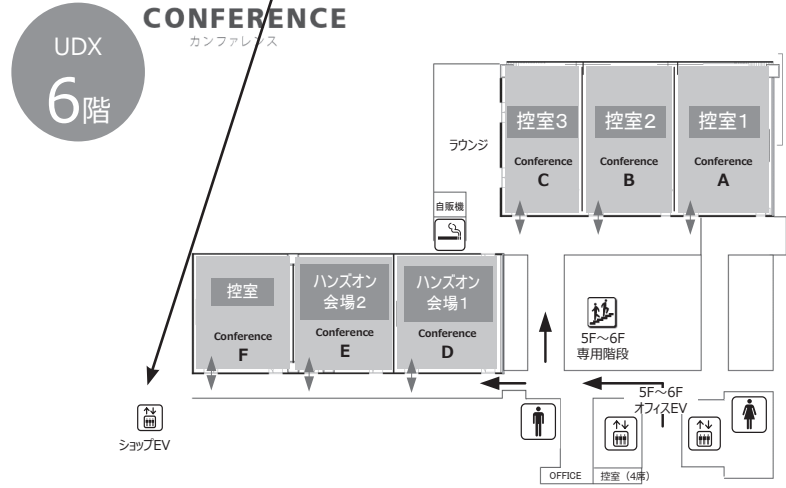 CONFERENCE
カンファレンス
UDX
6階
ラウンジ
自販機
控室3
Conference
C
控室2
Conference
B
控室1
Conference
A
控室
Conference
F
ハンズオン
会場2
Conference
E
ハンズオン
会場1
Conference
D
5F～6F
専用階段
5F～6F
オフィスEV
ショップEV
OFFICE
控室（4席）